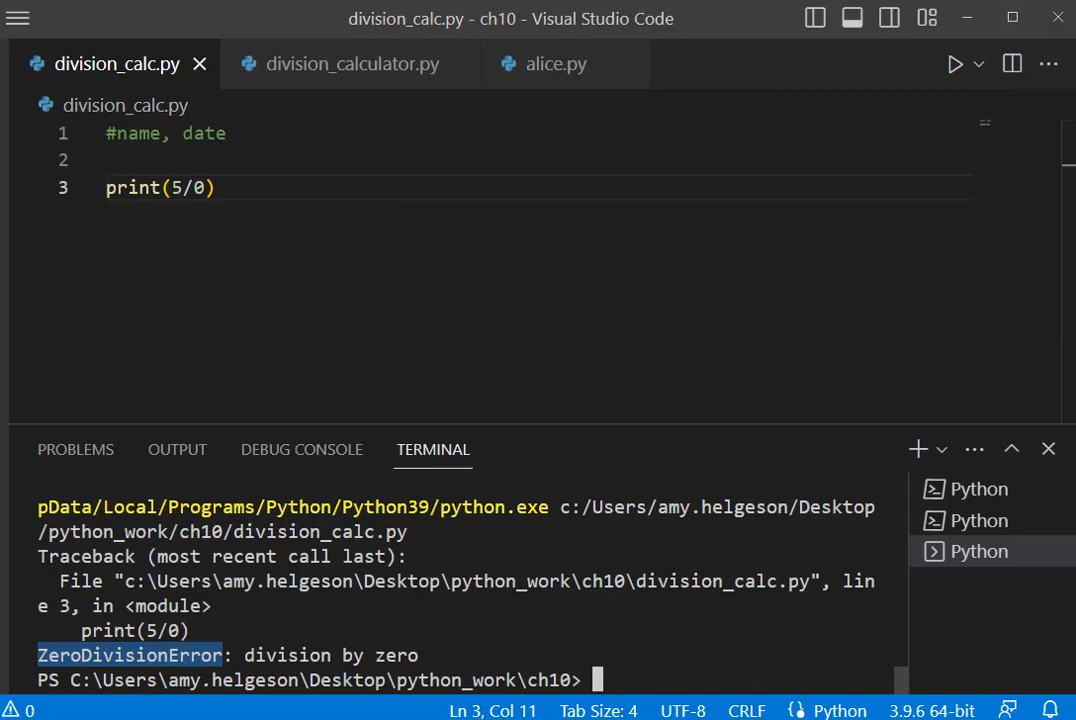 division_calc.py - ch10 - Visual Studio Code
division_calc.py division_calculator.py alice.py
division_calc.py
1 #name, date
2
3 print(5/0)
PROBLEMS OUTPUT DEBUG CONSOLE TERMINAL
pData/Local/Programs/Python/Python39/python.exe c:/Users/amy.helgeson/Desktop
/python_work/ch10/division_calc.py
Traceback (most recent call last):
File "c:\Users\amy.helgeson\Desktop\python_work\ch10\division_calc.py", lin
e 3, in <module>
print(5/0)
ZeroDivisionError: division by zero
PS C:\Users\amy.helgeson\Desktop\python_work\ch10>
Python
Python
Python
0 Ln 3, Col 11 Tab Size: 4 UTF-8 CRLF Python 3.9.6 64-bit